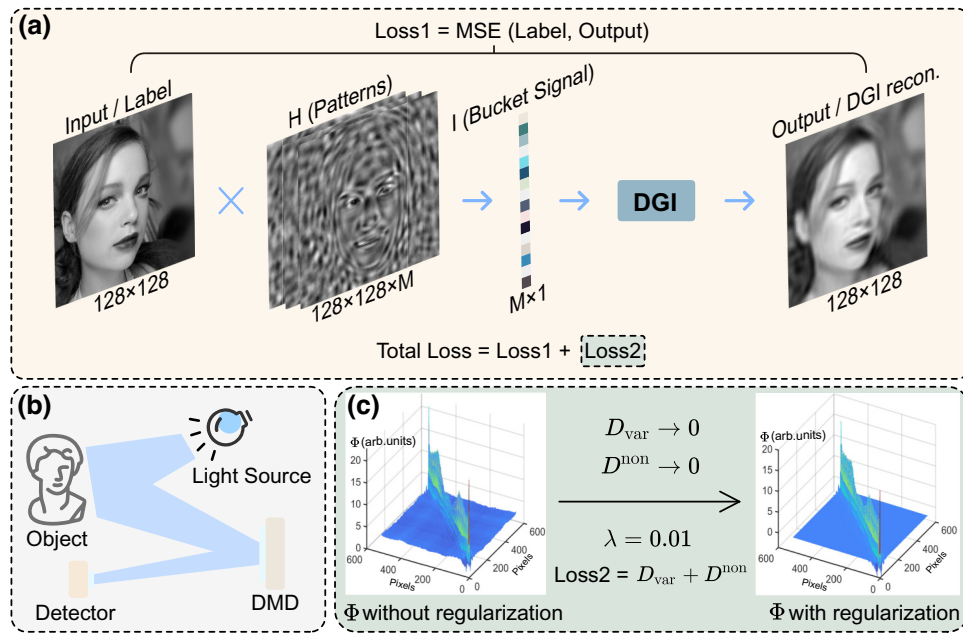 (a)
Loss1 = MSE (Label, Output)
Input / Label
H (Patterns)
I (Bucket Signal)
Output / DGI recon.
DGI
128×128
128×128×M
M×1
128×128
Total Loss = Loss1 + Loss2
(b)
Light Source
Object
Detector
DMD
(c)
Φ (arb.units)
20
15
10
5
0
600
400
200
0
Pixels
600
400
200
0
Pixels
Φ without regularization
D_var → 0
D^non → 0
λ = 0.01
Loss2 = D_var + D^non
Φ (arb.units)
20
15
10
5
0
600
400
200
0
Pixels
600
400
200
0
Pixels
Φ with regularization